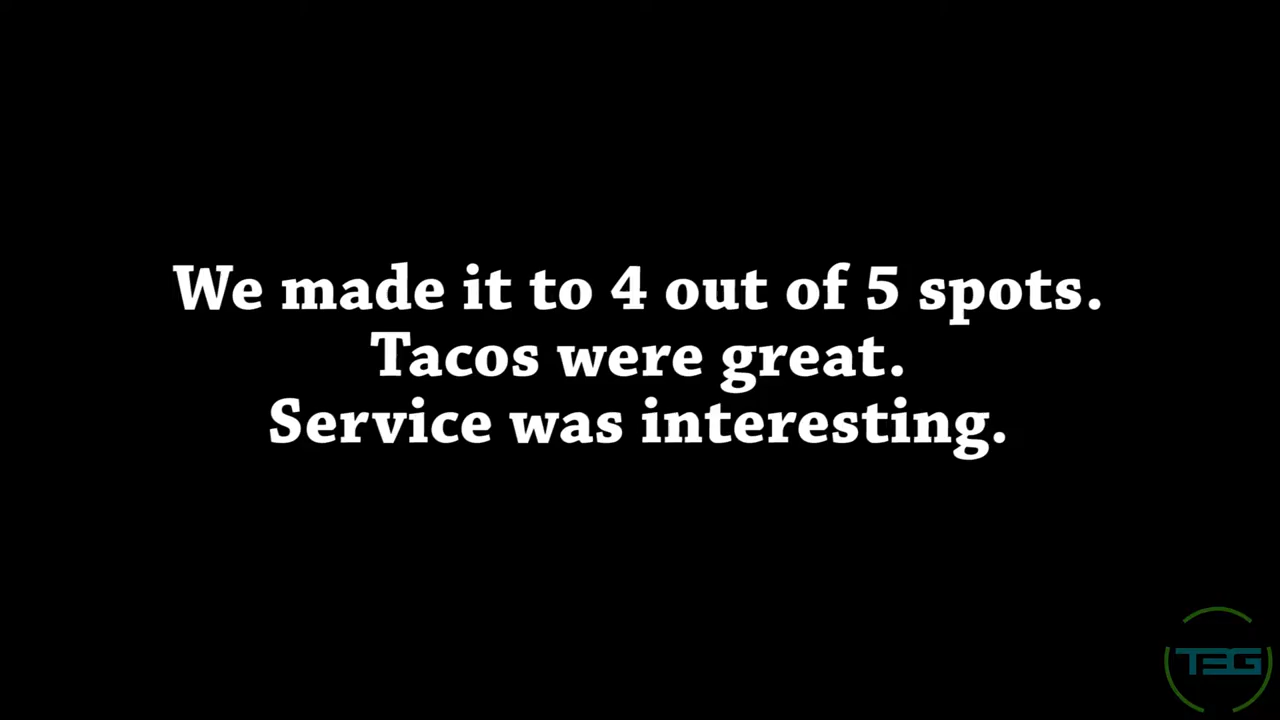 We made it to 4 out of 5 spots.
Tacos were great.
Service was interesting.
TBG